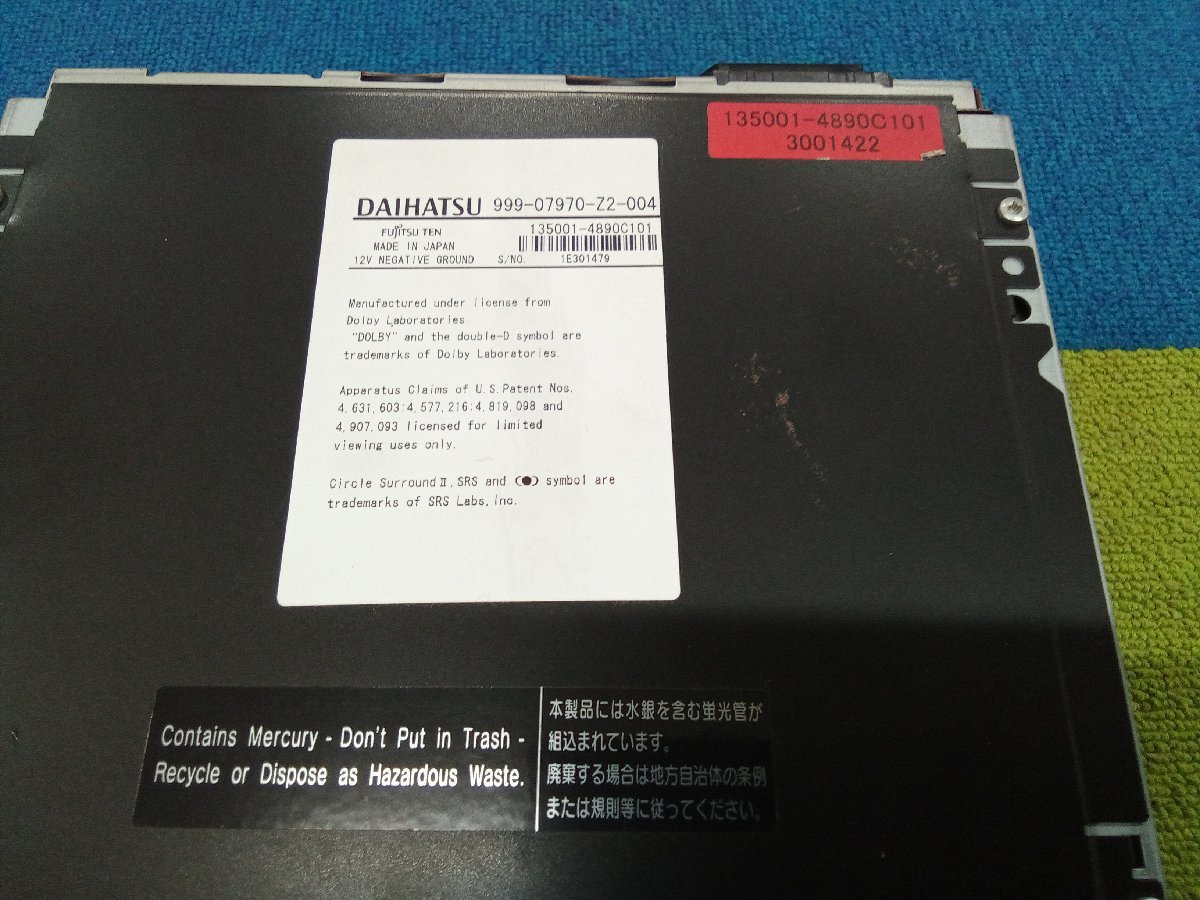 135001-4890C101
3001422
DAIHATSU 999-07970-Z2-004
FUJITSU TEN 135001-4890C101
MADE IN JAPAN
12V NEGATIVE GROUND S/NO. 1E301479
Manufactured under license from
Dolby Laboratories.
"DOLBY" and the double-D symbol are
trademarks of Dolby Laboratories.
Apparatus Claims of U.S.Patent Nos.
4,631,603:4,577,216:4,819,098 and
4,907,093 licensed for limited
viewing uses only.
Circle Surround II, SRS and symbol are
trademarks of SRS Labs, Inc.
Contains Mercury - Don't Put in Trash -
Recycle or Dispose as Hazardous Waste.
本製品には水銀を含む蛍光管が
組込まれています。
廃棄する場合は地方自治体の条例
または規則等に従ってください。